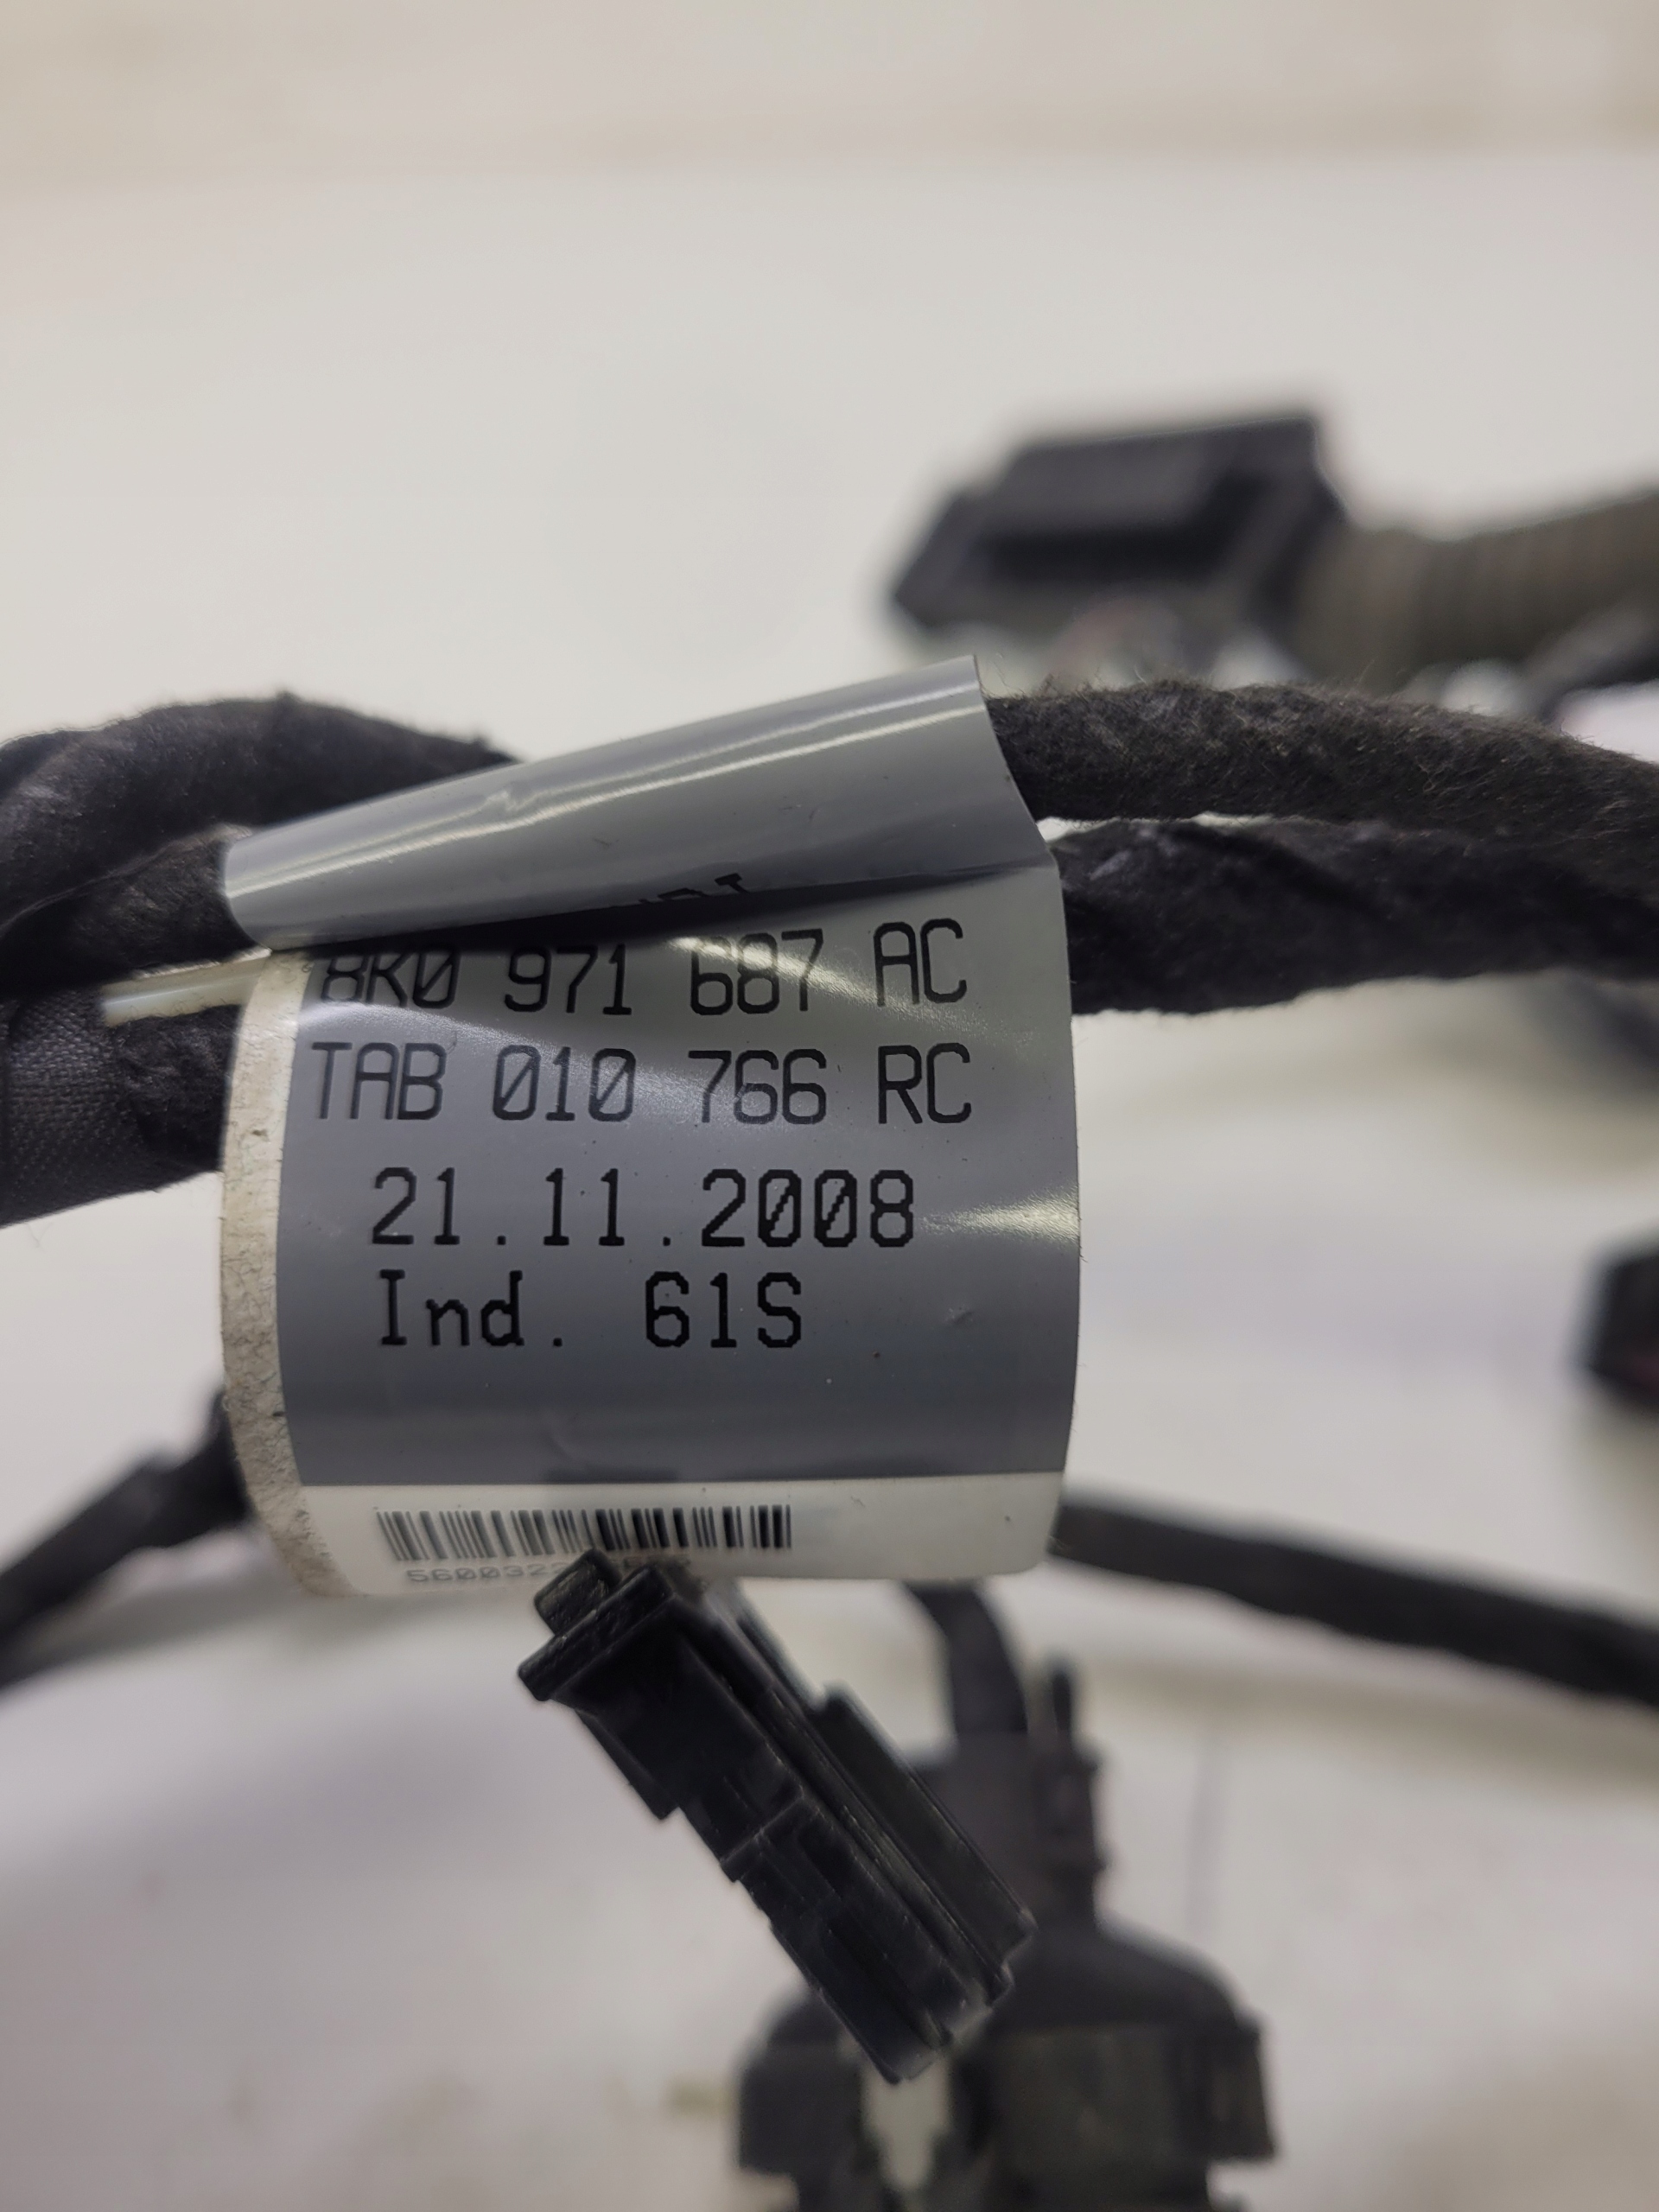 8K0 971 687 AC
TAB 010 766 RC
21.11.2008
Ind. 61S